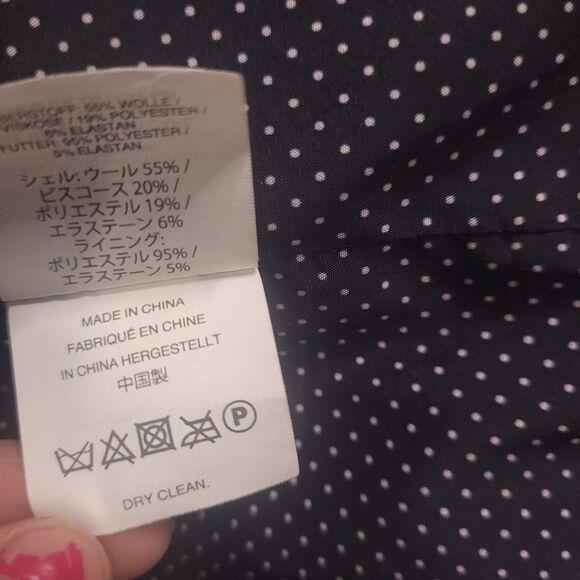 BERSTOFF: 55% WOLLE /
VISKOSE / 19% POLYESTER /
6% ELASTAN
FUTTER: 95% POLYESTER /
5% ELASTAN
シェル: ウール 55% /
ビスコース 20% /
ポリエステル 19% /
エラステーン 6%
ライニング:
ポリエステル 95% /
エラステーン 5%
MADE IN CHINA
FABRIQUÉ EN CHINE
IN CHINA HERGESTELLT
中国製
P
DRY CLEAN.